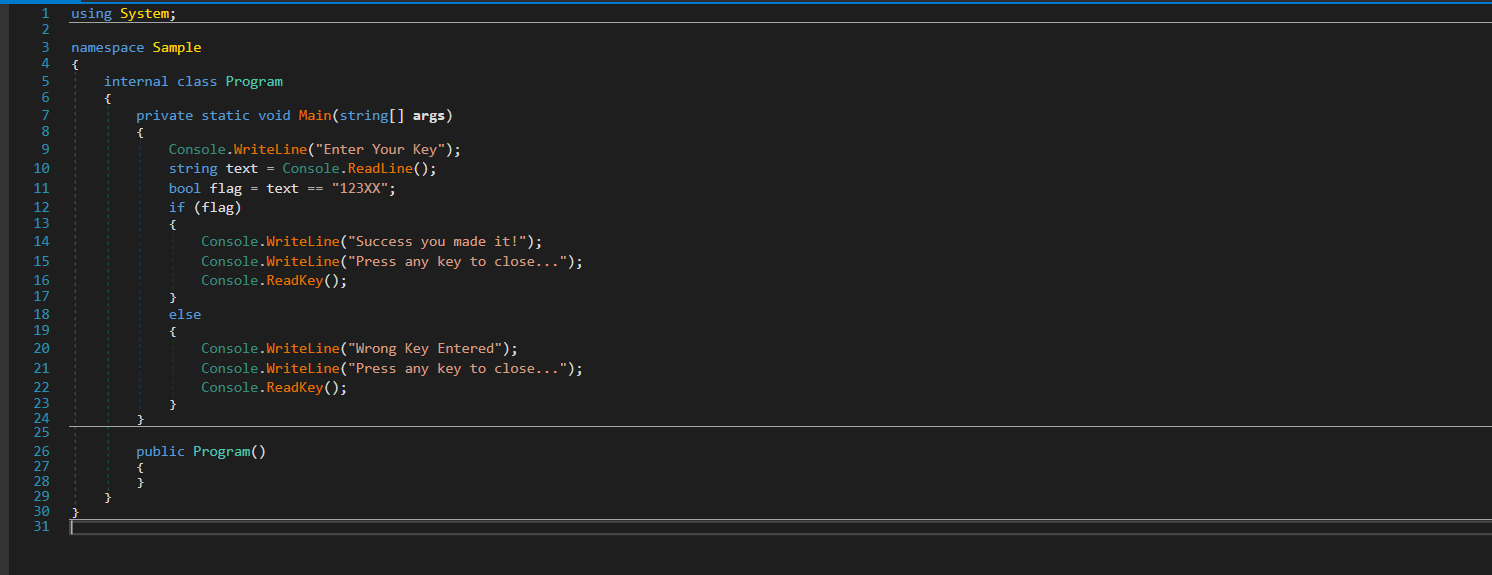 1 using System;
2
3 namespace Sample
4 {
5     internal class Program
6     {
7         private static void Main(string[] args)
8         {
9             Console.WriteLine("Enter Your Key");
10             string text = Console.ReadLine();
11             bool flag = text == "123XX";
12             if (flag)
13             {
14                 Console.WriteLine("Success you made it!");
15                 Console.WriteLine("Press any key to close...");
16                 Console.ReadKey();
17             }
18             else
19             {
20                 Console.WriteLine("Wrong Key Entered");
21                 Console.WriteLine("Press any key to close...");
22                 Console.ReadKey();
23             }
24         }
25
26         public Program()
27         {
28         }
29     }
30 }
31